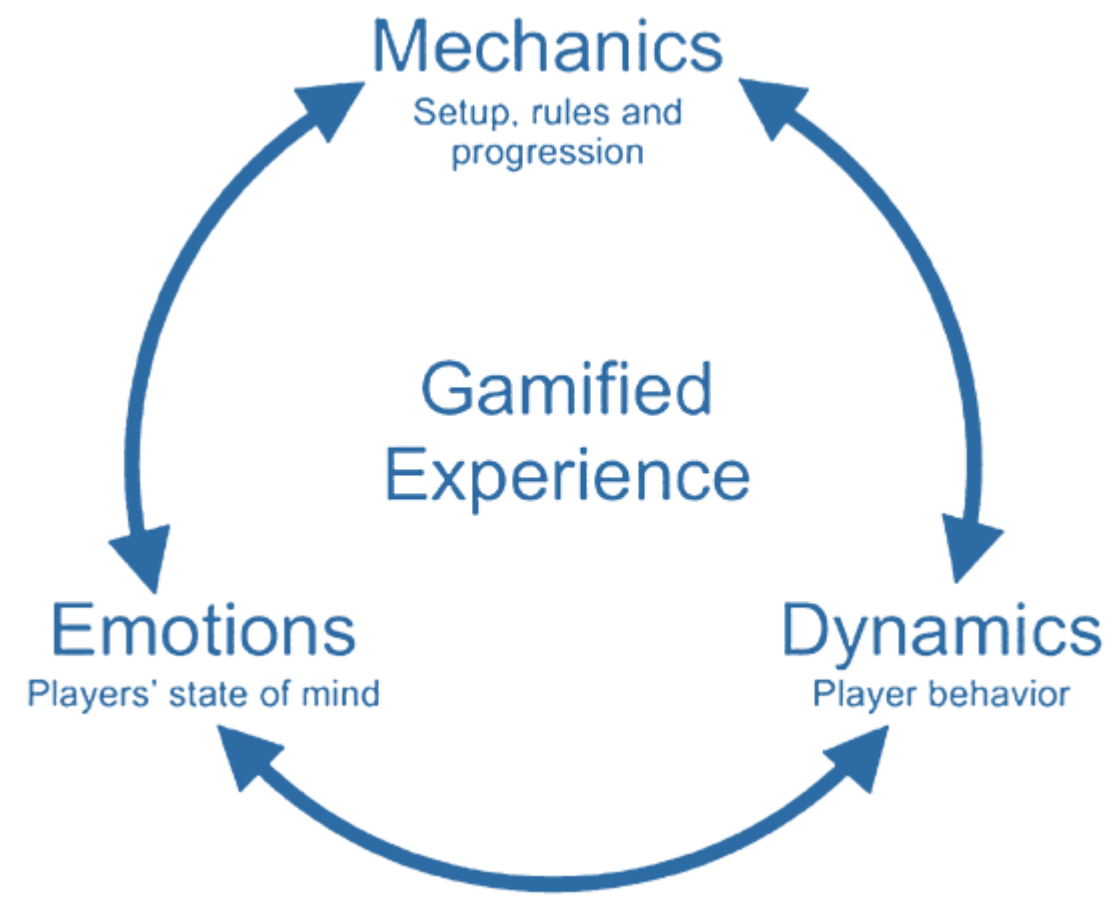 Mechanics
Setup, rules and
progression
Gamified
Experience
Emotions
Players' state of mind
Dynamics
Player behavior